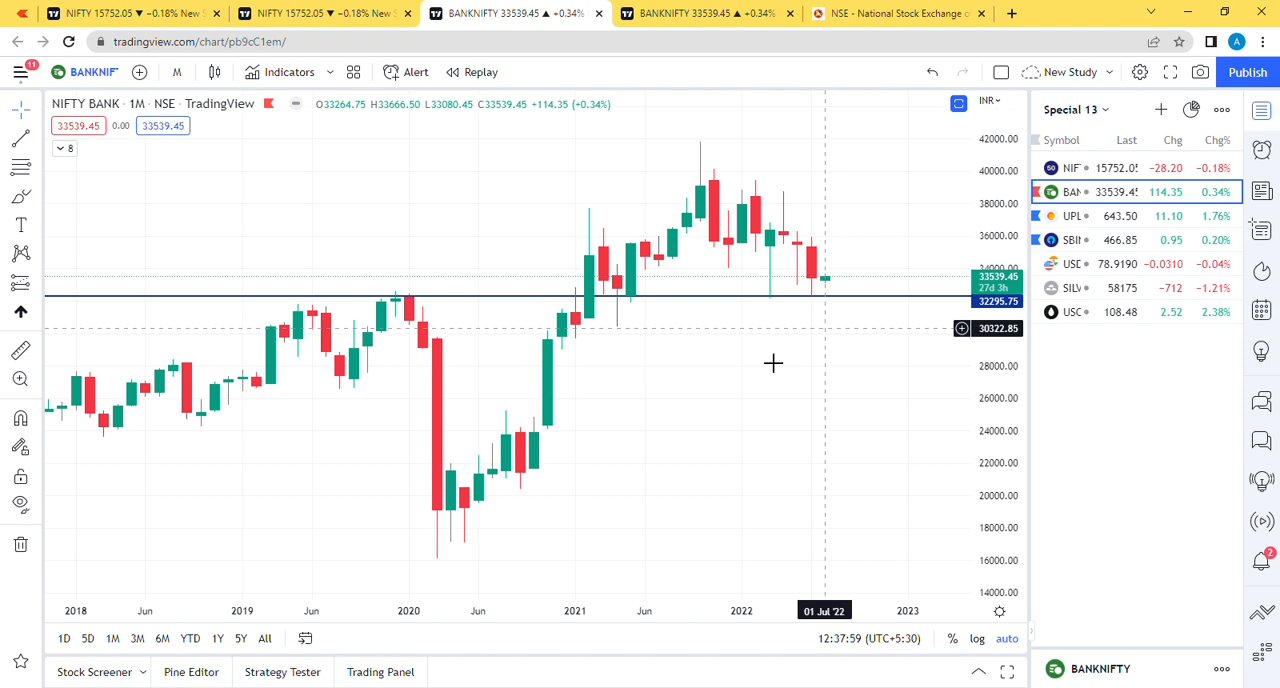 NIFTY 15752.05 ▼ −0.18% New S
NIFTY 15752.05 ▼ −0.18% New S
BANKNIFTY 33539.45 ▲ +0.34%
BANKNIFTY 33539.45 ▲ +0.34%
NSE - National Stock Exchange o
tradingview.com/chart/pb9cC1em/
A
11
BANKNIF
M
Indicators
Alert
Replay
New Study
Publish
NIFTY BANK · 1M · NSE · TradingView
O33264.75 H33666.50 L33080.45 C33539.45 +114.35 (+0.34%)
33539.45
0.00
33539.45
8
INR
42000.00
40000.00
38000.00
36000.00
34000.00
33539.45
27d 3h
32295.75
30322.85
28000.00
26000.00
24000.00
22000.00
20000.00
18000.00
16000.00
14000.00
2018
Jun
2019
Jun
2020
Jun
2021
Jun
2022
01 Jul '22
2023
1D 5D 1M 3M 6M YTD 1Y 5Y All
12:37:59 (UTC+5:30)
% log auto
Stock Screener
Pine Editor
Strategy Tester
Trading Panel
Special 13
Symbol Last Chg Chg%
NIF 15752.05 −28.20 −0.18%
BAN 33539.45 114.35 0.34%
UPL 643.50 11.10 1.76%
SBIN 466.85 0.95 0.20%
USD 78.9190 −0.0310 −0.04%
SILV 58175 −712 −1.21%
USO 108.48 2.52 2.38%
2
BANKNIFTY